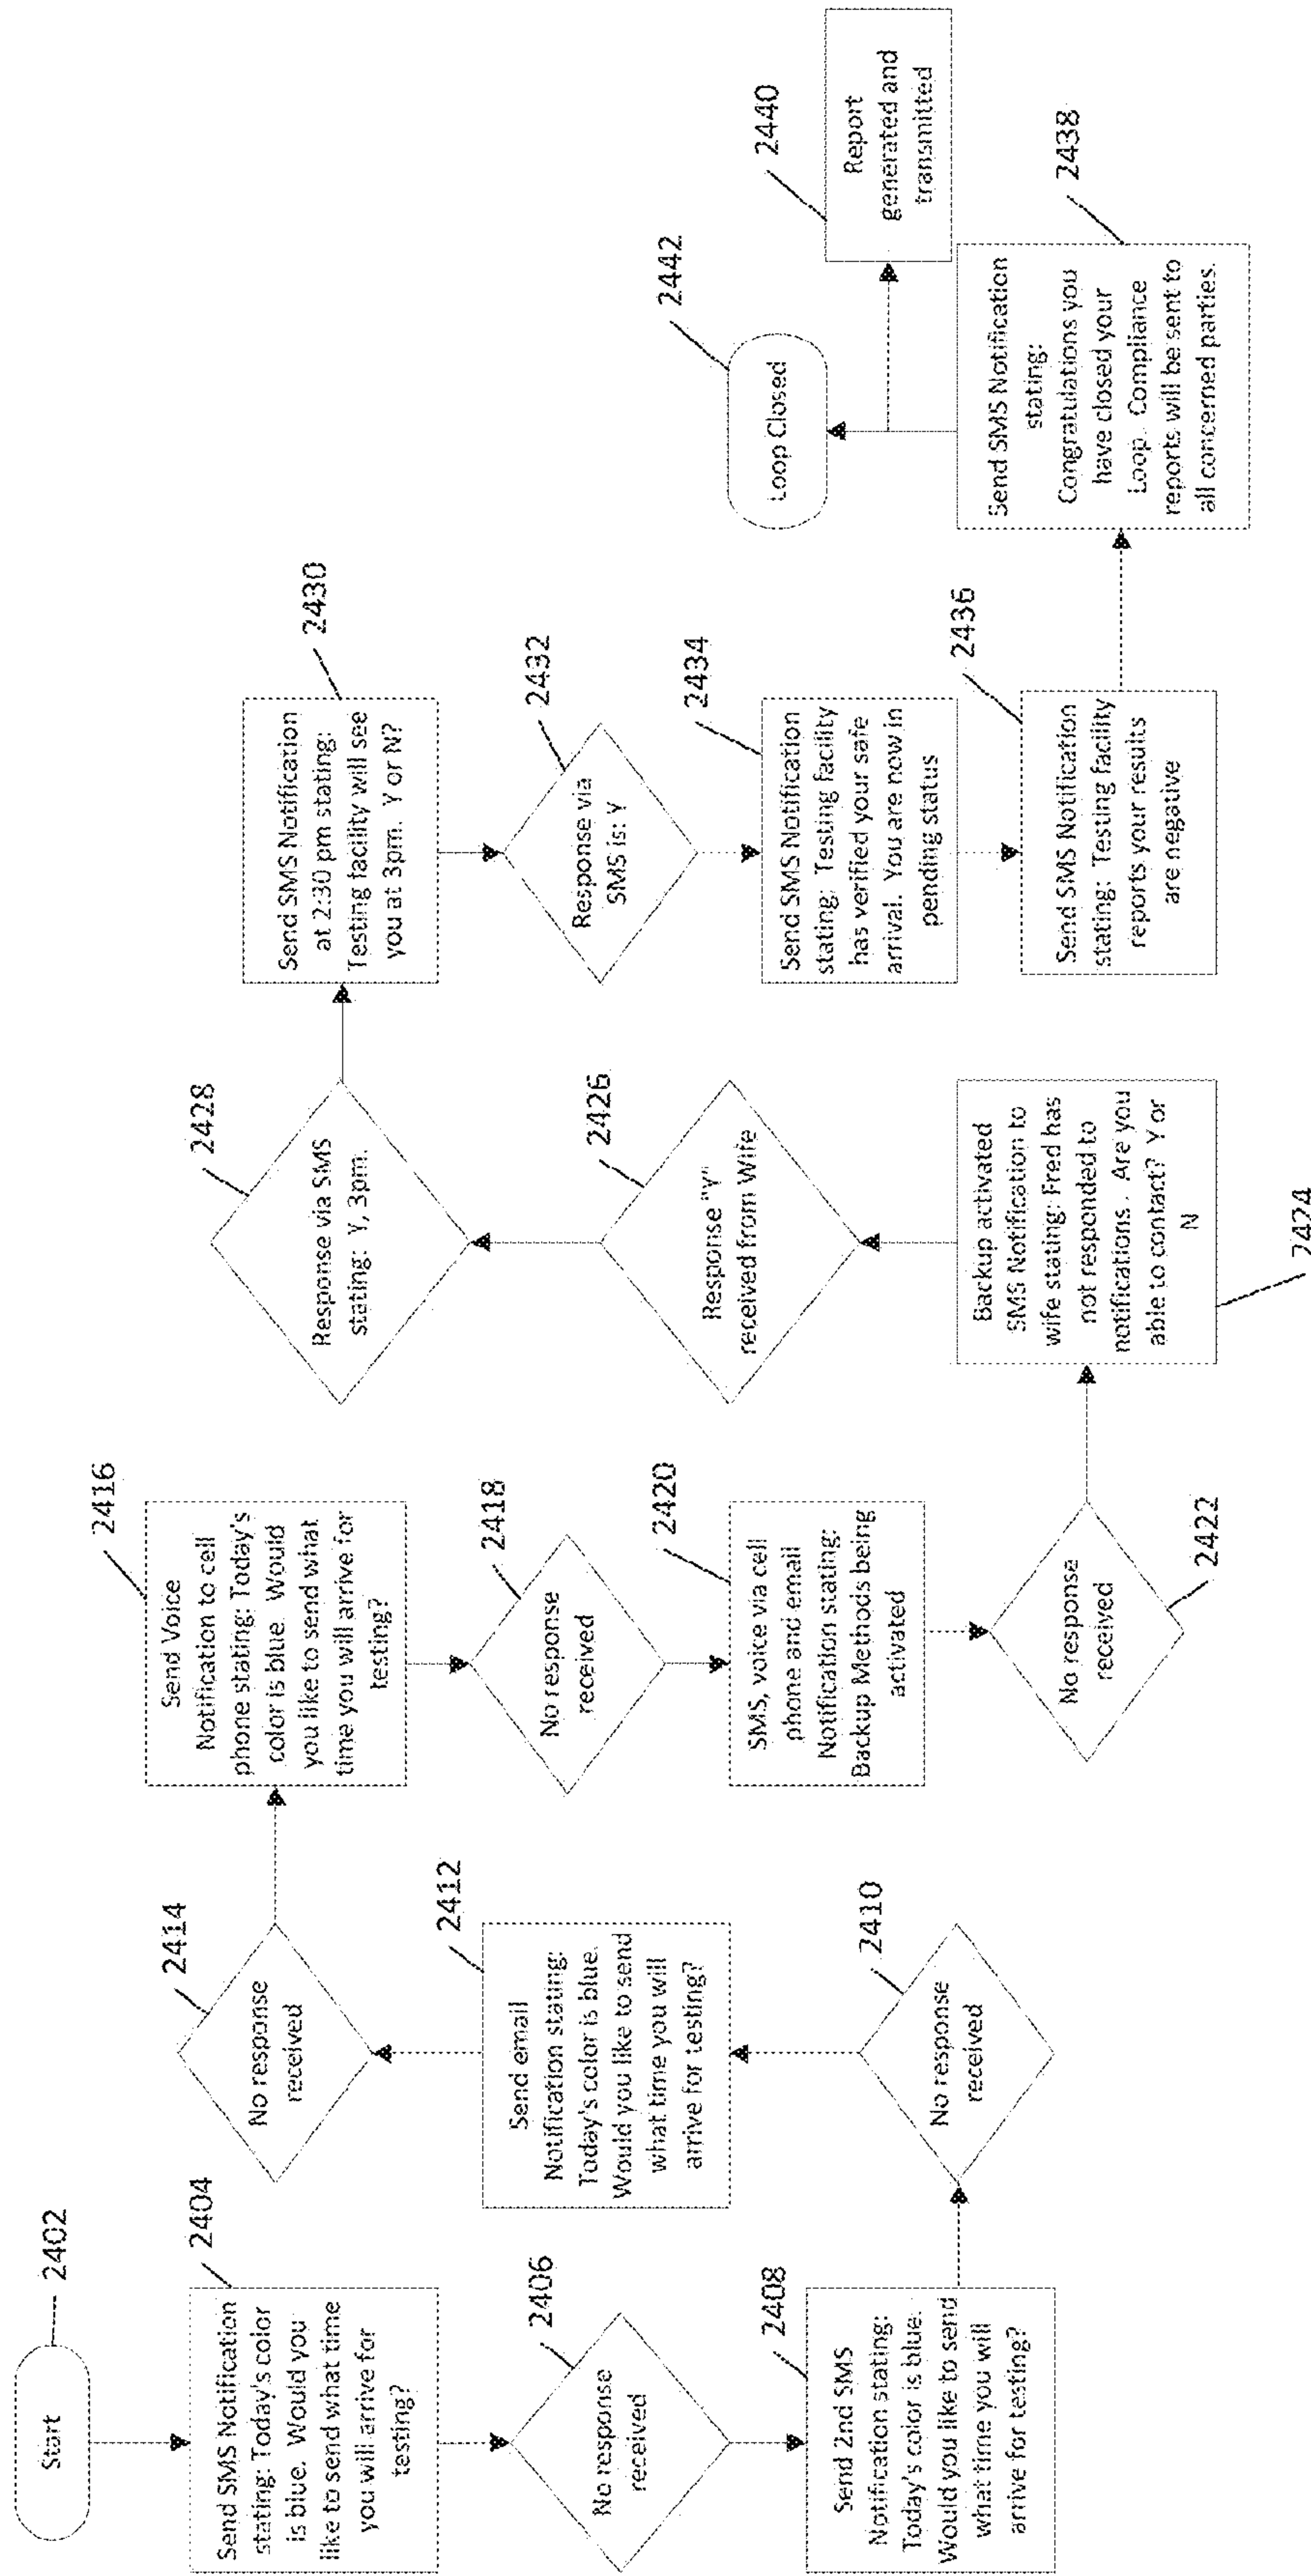 Start
2402
Send SMS Notification
stating: Today's color
is blue. Would you
like to send what time
you will arrive for
testing?
2404
No response
received
2406
Send 2nd SMS
Notification stating:
Today's color is blue.
Would you like to send
what time you will
arrive for testing?
2408
No response
received
2410
Send email
Notification stating:
Today's color is blue.
Would you like to send
what time you will
arrive for testing?
2412
No response
received
2414
Send Voice
Notification to cell
phone stating: Today's
color is blue. Would
you like to send what
time you will arrive for
testing?
2416
No response
received
2418
SMS, voice via cell
phone and email
Notification stating:
Backup Methods being
activated
2420
No response
received
2422
Backup activated
SMS Notification to
wife stating: Fred has
not responded to
notifications. Are you
able to contact? Y or
N
2424
Response "Y"
received from Wife
2426
Response via SMS
stating: Y, 3pm.
2428
Send SMS Notification
at 2:30 pm stating:
Testing facility will see
you at 3pm. Y or N?
2430
Response via
SMS is: Y
2432
Send SMS Notification
stating: Testing facility
has verified your safe
arrival. You are now in
pending status
2434
Send SMS Notification
stating: Testing facility
reports your results
are negative
2436
Send SMS Notification
stating:
Congratulations you
have closed your
Loop. Compliance
reports will be sent to
all concerned parties.
2438
Report
generated and
transmitted
2440
Loop Closed
2442